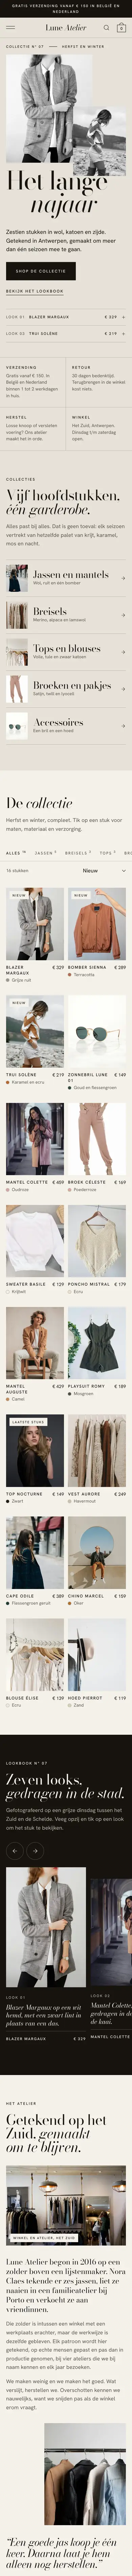 GRATIS VERZENDING VANAF € 150 IN BELGIË EN
NEDERLAND
Lune Atelier
0
COLLECTIE N° 07 — HERFST EN WINTER
Het lange
najaar
Zestien stukken in wol, katoen en zijde.
Getekend in Antwerpen, gemaakt om meer
dan één seizoen mee te gaan.
SHOP DE COLLECTIE
BEKIJK HET LOOKBOOK
LOOK 01 BLAZER MARGAUX € 329
LOOK 02 TRUI SOLÈNE € 219
VERZENDING
Gratis vanaf € 150. In
België en Nederland
binnen 1 tot 2 werkdagen
in huis.
RETOUR
30 dagen bedenktijd.
Terugbrengen in de winkel
kost niets.
HERSTEL
Losse knoop of versleten
voering? Ons atelier
maakt het in orde.
WINKEL
Het Zuid, Antwerpen.
Dinsdag t/m zaterdag
open.
COLLECTIES
Vijf hoofdstukken,
één garderobe.
Alles past bij alles. Dat is geen toeval: elk seizoen
vertrekt van hetzelfde palet van krijt, karamel,
mos en nacht.
Jassen en mantels
Wol, ruit en een bomber
Breisels
Merino, alpaca en lamswol
Tops en blouses
Voile, tule en zwaar katoen
Broeken en pakjes
Satijn, twill en lyocell
Accessoires
Een bril en een hoed
De collectie
Herfst en winter, compleet. Tik op een stuk voor
maten, materiaal en verzorging.
ALLES 16 JASSEN BREISELS TOPS
16 stukken Nieuw
NIEUW
BLAZER
MARGAUX € 329
Grijze ruit
NIEUW
BOMBER SIENNA € 289
Terracotta
NIEUW
TRUI SOLÈNE € 219
Karamel en ecru
ZONNEBRIL LUNE
01 € 149
Goud en flessengroen
MANTEL COLETTE € 459
Oudroze
BROEK CÉLESTE € 169
Poederroze
SWEATER BASILE € 129
Krijtwit
PONCHO MISTRAL € 179
Ecru
MANTEL
AUGUSTE € 429
Camel
PLAYSUIT ROMY € 189
Mosgroen
LAATSTE STUKS
TOP NOCTURNE € 149
Zwart
VEST AURORE € 249
Havermout
CAPE ODILE € 389
Flessengroen geruit
CHINO MARCEL € 159
Oker
BLOUSE ÉLISE € 139
Ecru
HOED PIERROT € 119
Zand
LOOKBOOK N° 07
Zeven looks,
gedragen in de stad.
Gefotografeerd op een grijze dinsdag tussen het
Zuid en de Schelde. Veeg opzij en tik op een look
om het stuk te bekijken.
LOOK 01
Blazer Margaux op een wit
hemd, met een zwart lint in
plaats van een das.
BLAZER MARGAUX € 329
LOOK 02
Mantel Colette,
gedragen in de
de kaai.
MANTEL COLETTE
HET ATELIER
Getekend op het
Zuid, gemaakt
om te blijven.
WINKEL EN ATELIER, HET ZUID
Lune Atelier begon in 2016 op een
zolder boven een lijstenmaker. Nora
Claes tekende er zes jassen, liet ze
naaien in een familieatelier bij
Porto en verkocht ze aan
vriendinnen.
Die zolder is intussen een winkel met een
werkplaats erachter, maar de werkwijze is
dezelfde gebleven. Elk patroon wordt hier
getekend, op echte mensen gepast en dan pas in
productie genomen, bij vier ateliers die we bij
naam kennen en elk jaar bezoeken.
We maken weinig en we maken het goed. Wat
verslijt, herstellen we. Overschotten kennen we
nauwelijks, want we snijden pas als de winkel
erom vraagt.
“Een goede jas koop je één
keer. Daarna laat je hem
alleen nog herstellen.”